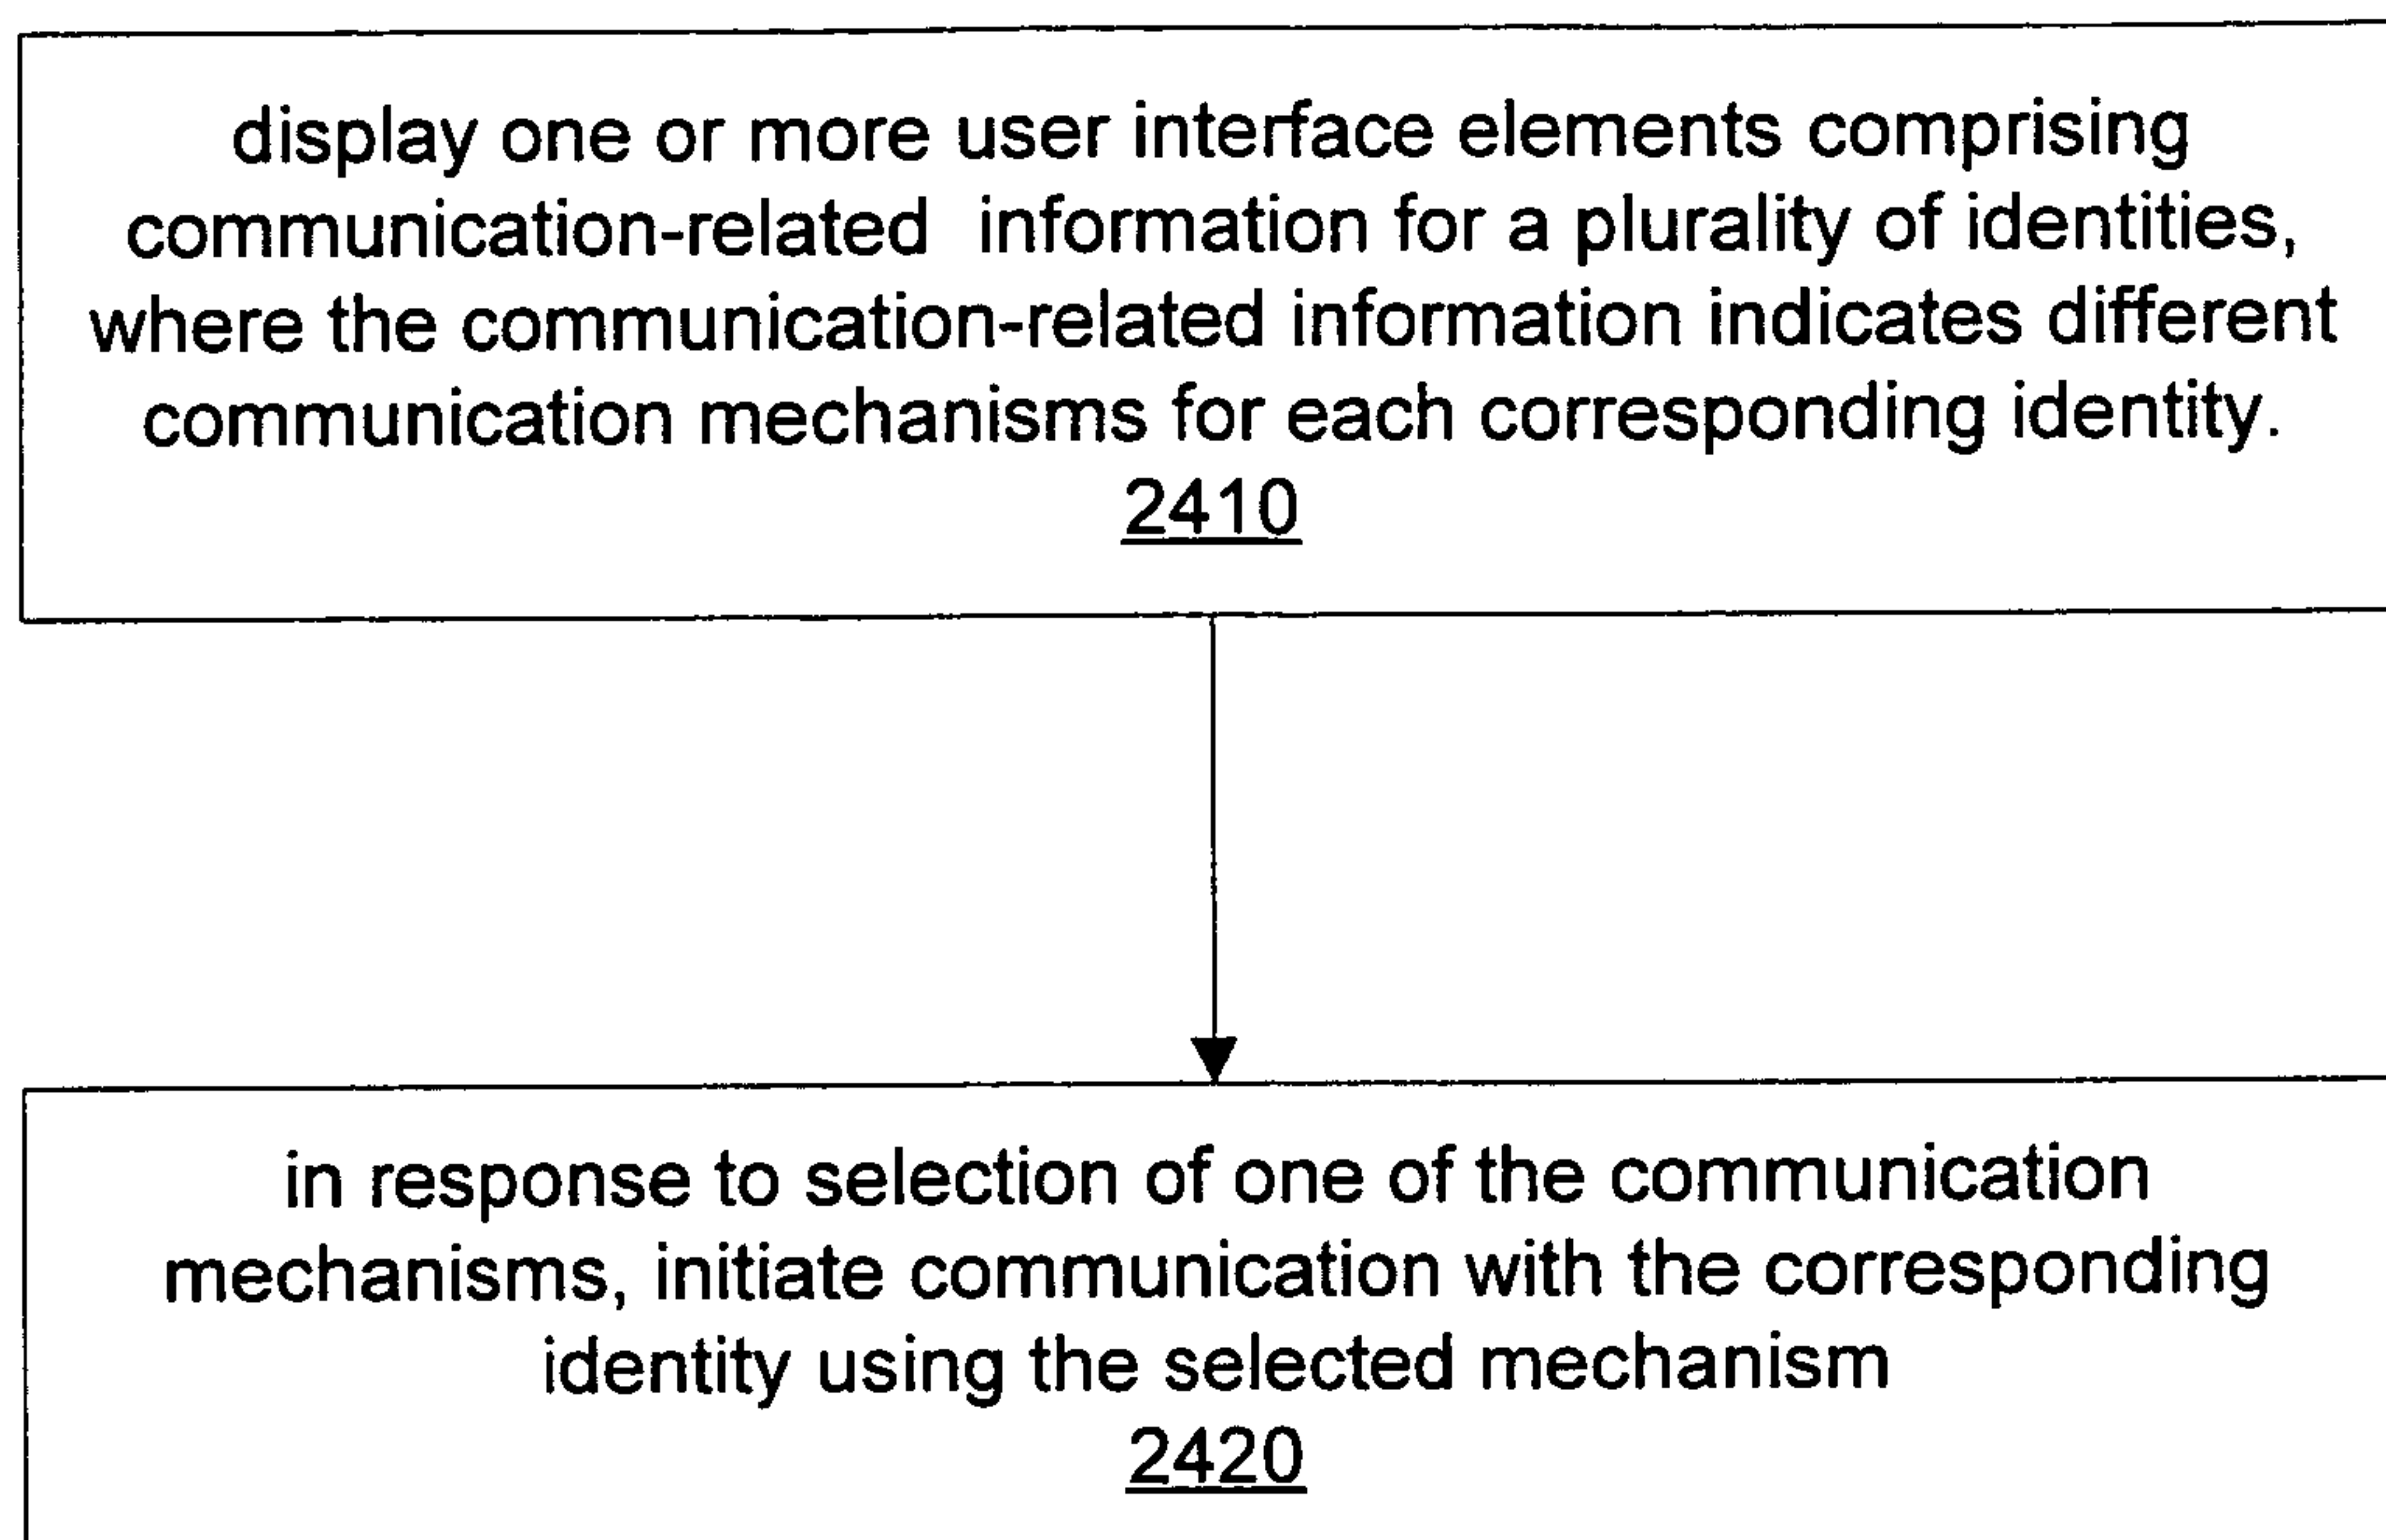 display one or more user interface elements comprising
communication-related information for a plurality of identities,
where the communication-related information indicates different
communication mechanisms for each corresponding identity.
2410
in response to selection of one of the communication
mechanisms, initiate communication with the corresponding
identity using the selected mechanism
2420